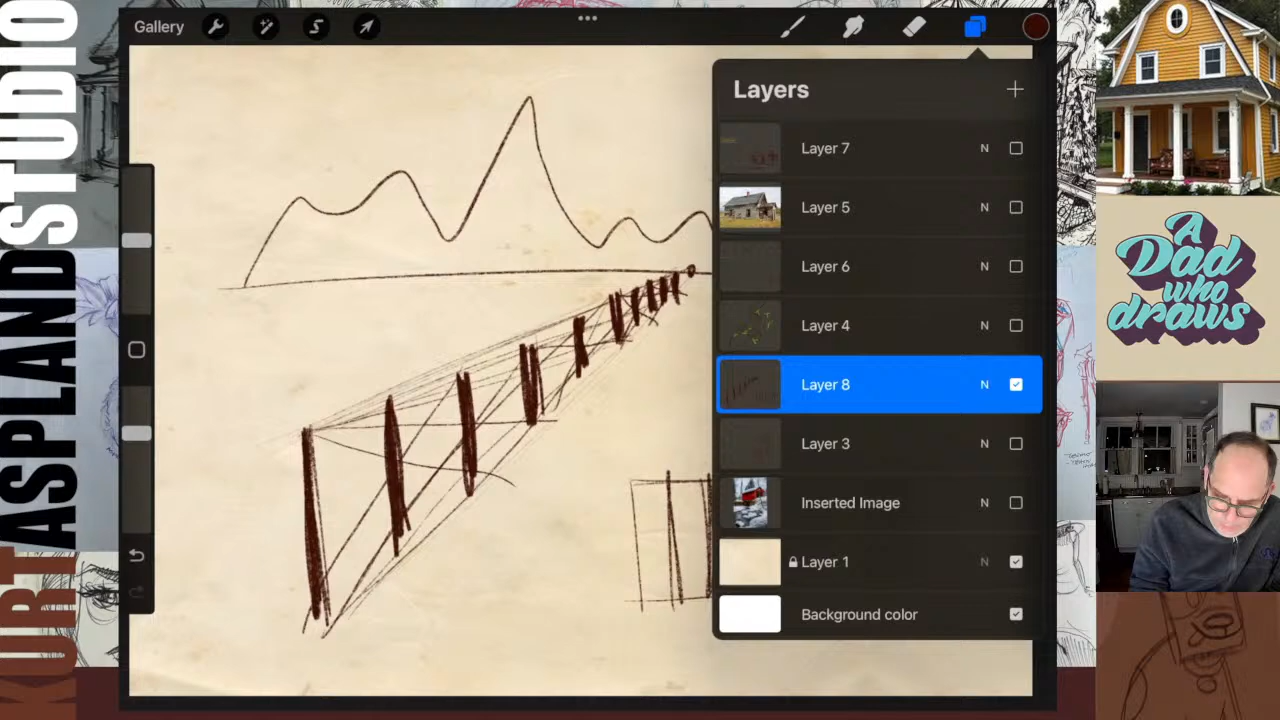 KURT ASPLAND STUDIO
Gallery
Layers
Layer 7 N
Layer 5 N
Layer 6 N
Layer 4 N
Layer 8 N
Layer 3 N
Inserted Image N
Layer 1 N
Background color
A
Dad
who
draws